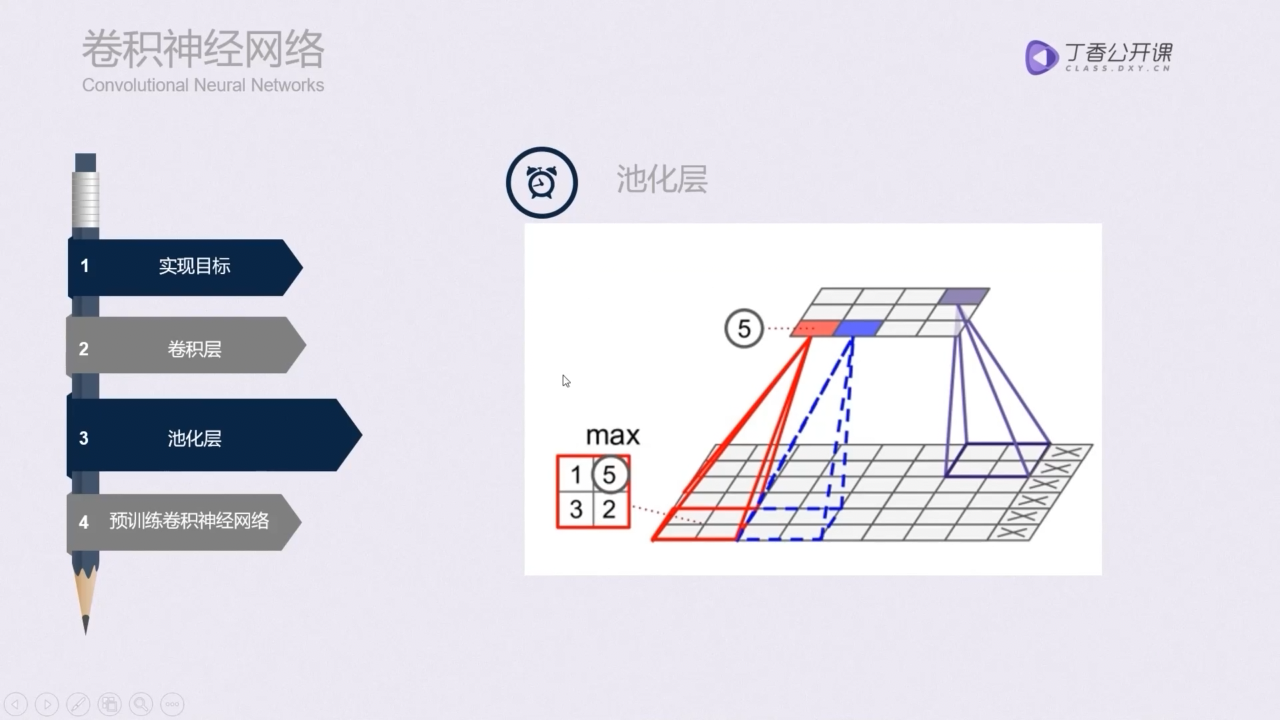 卷积神经网络
Convolutional Neural Networks
丁香公开课
CLASS.DXY.CN
1 实现目标
2 卷积层
3 池化层
4 预训练卷积神经网络
池化层
5
max
1 5
3 2